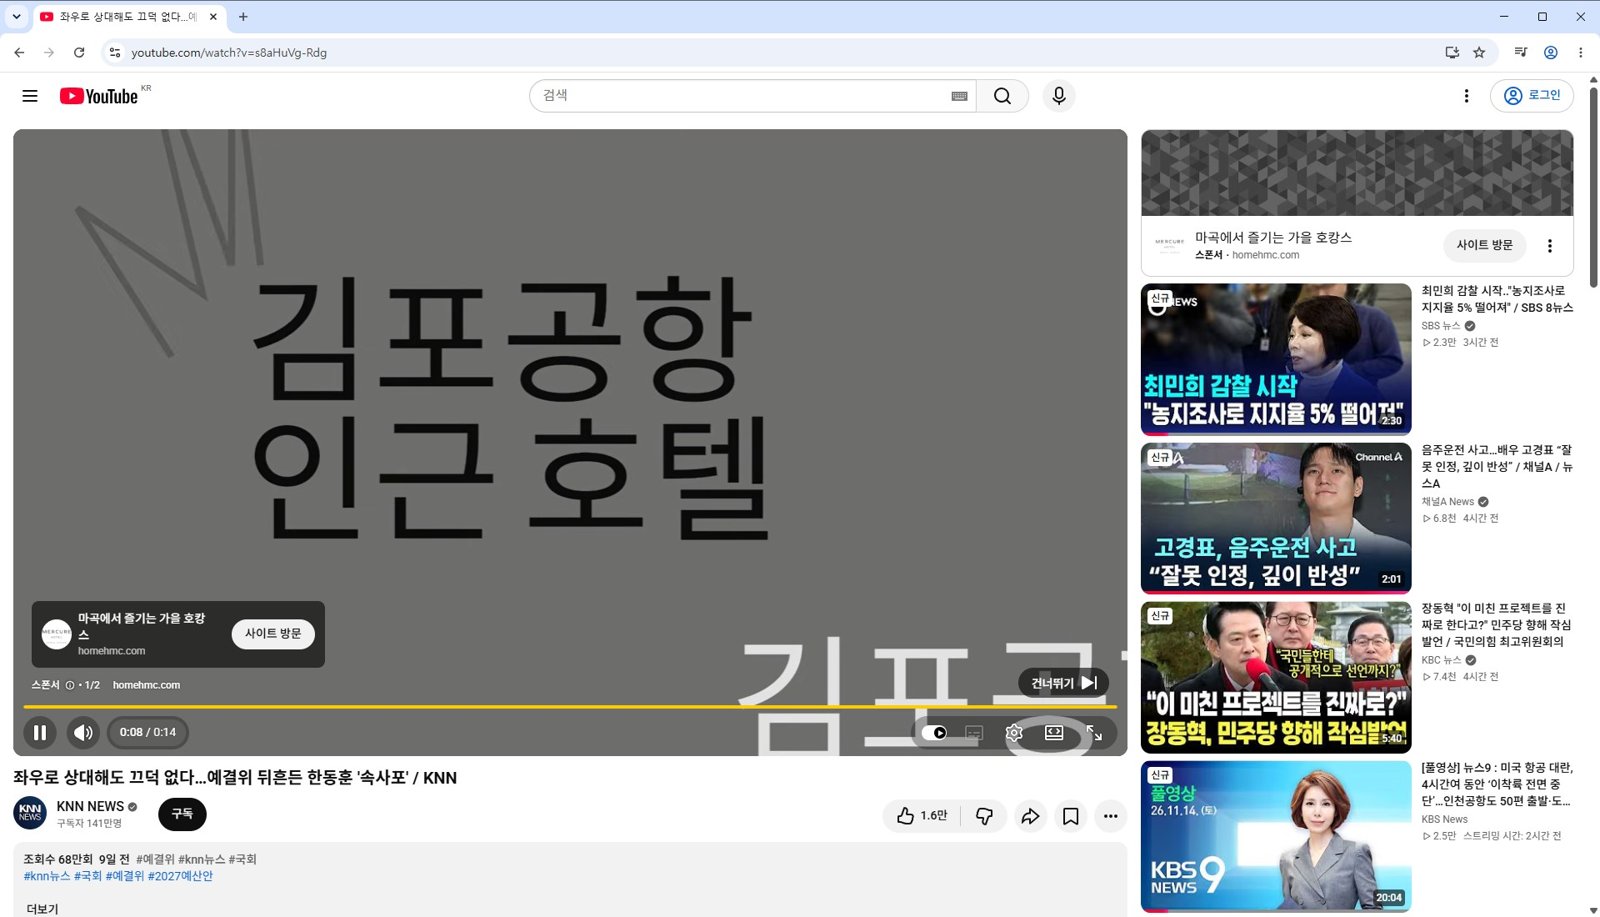 좌우로 상대해도 끄덕 없다...예
youtube.com/watch?v=s8aHuVg-Rdg
YouTube KR
검색
로그인
김포공항
인근 호텔
MERCURE
마곡에서 즐기는 가을 호캉
스
homehmc.com
사이트 방문
스폰서 • 1/2 homehmc.com
건너뛰기
0:08 / 0:14
좌우로 상대해도 끄덕 없다...예결위 뒤흔든 한동훈 '속사포' / KNN
KNN NEWS
KNN NEWS
구독자 141만명
구독
1.6만
조회수 68만회 9일 전 #예결위 #knn뉴스 #국회
#knn뉴스 #국회 #예결위 #2027예산안
더보기
MERCURE
마곡에서 즐기는 가을 호캉스
스폰서 · homehmc.com
사이트 방문
신규
NEWS
최민희 감찰 시작
"농지조사로 지지율 5% 떨어져"
2:30
최민희 감찰 시작.."농지조사로
지지율 5% 떨어져" / SBS 8뉴스
SBS 뉴스
2.3만 3시간 전
신규
Channel A
고경표, 음주운전 사고
“잘못 인정, 깊이 반성”
2:01
음주운전 사고...배우 고경표 “잘
못 인정, 깊이 반성” / 채널A / 뉴
스A
채널A News
6.8천 4시간 전
신규
“국민들한테
공개적으로 선언까지?”
“이 미친 프로젝트를 진짜로?”
장동혁, 민주당 향해 작심발언
5:40
장동혁 "이 미친 프로젝트를 진
짜로 한다고?" 민주당 향해 작심
발언 / 국민의힘 최고위원회의
KBC 뉴스
7.4천 4시간 전
신규
풀영상
26.11.14.(토)
KBS NEWS 9
20:04
[풀영상] 뉴스9 : 미국 항공 대란,
4시간여 동안 ‘이착륙 전면 중
단’...인천공항도 50편 출발·도...
KBS News
2.5만 스트리밍 시간: 2시간 전